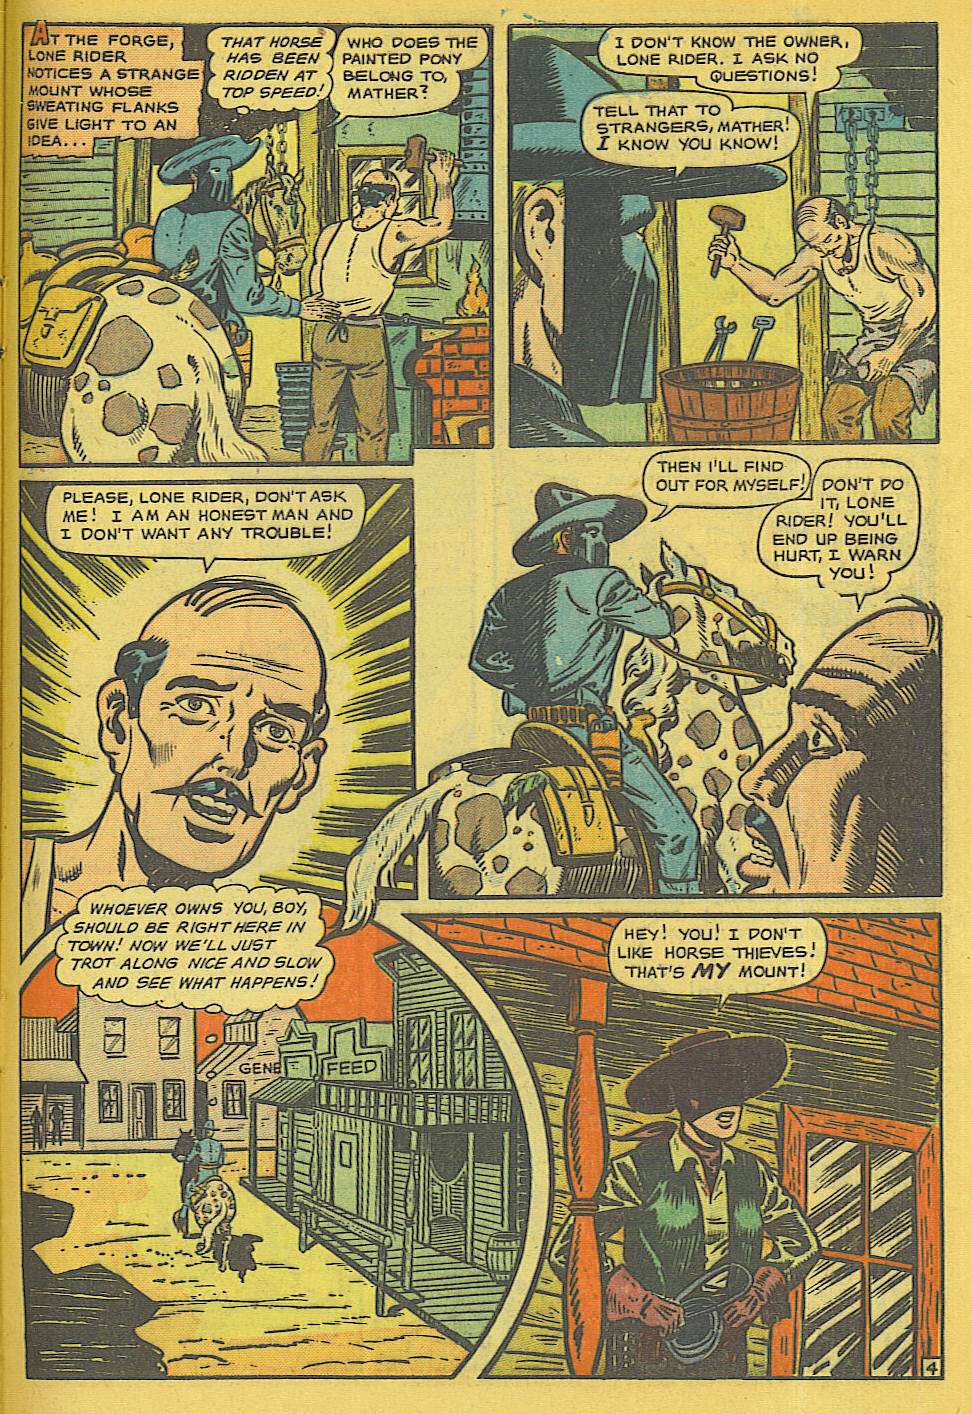 AT THE FORGE,
LONE RIDER
NOTICES A STRANGE
MOUNT WHOSE
SWEATING FLANKS
GIVE LIGHT TO AN
IDEA...
THAT HORSE
HAS BEEN
RIDDEN AT
TOP SPEED!
WHO DOES THE
PAINTED PONY
BELONG TO,
MATHER?
I DON'T KNOW THE OWNER,
LONE RIDER. I ASK NO
QUESTIONS!
TELL THAT TO
STRANGERS, MATHER!
I KNOW YOU KNOW!
PLEASE, LONE RIDER, DON'T ASK
ME! I AM AN HONEST MAN AND
I DON'T WANT ANY TROUBLE!
THEN I'LL FIND
OUT FOR MYSELF!
DON'T DO
IT, LONE
RIDER! YOU'LL
END UP BEING
HURT, I WARN
YOU!
WHOEVER OWNS YOU, BOY,
SHOULD BE RIGHT HERE IN
TOWN! NOW WE'LL JUST
TROT ALONG NICE AND SLOW
AND SEE WHAT HAPPENS!
GENE
FEED
HEY! YOU! I DON'T
LIKE HORSE THIEVES!
THAT'S MY MOUNT!
4